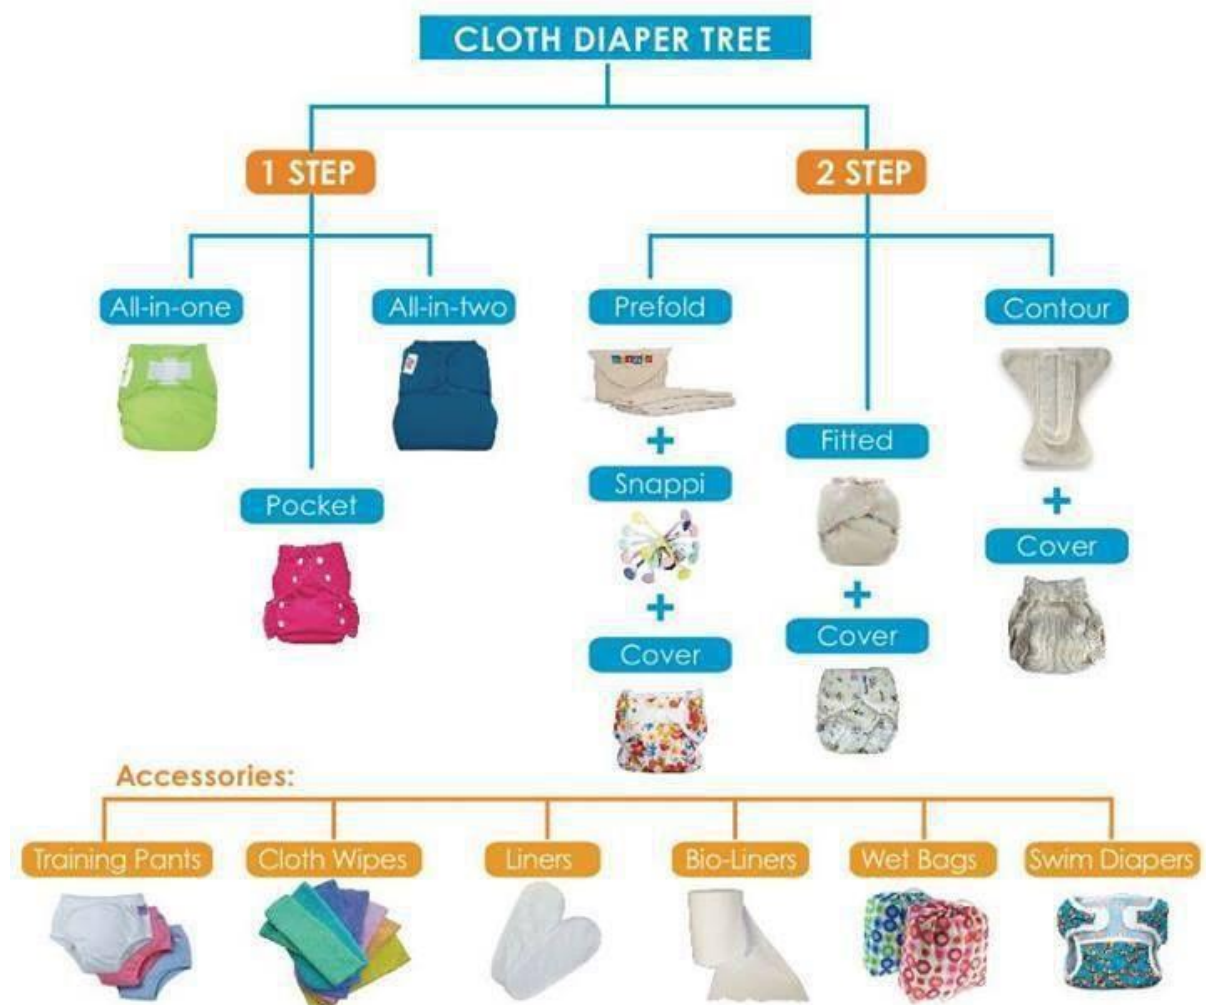 CLOTH DIAPER TREE
1 STEP
2 STEP
All-in-one
All-in-two
Pocket
Prefold
+
Snappi
+
Cover
Fitted
+
Cover
Contour
+
Cover
Accessories:
Training Pants
Cloth Wipes
Liners
Bio-Liners
Wet Bags
Swim Diapers